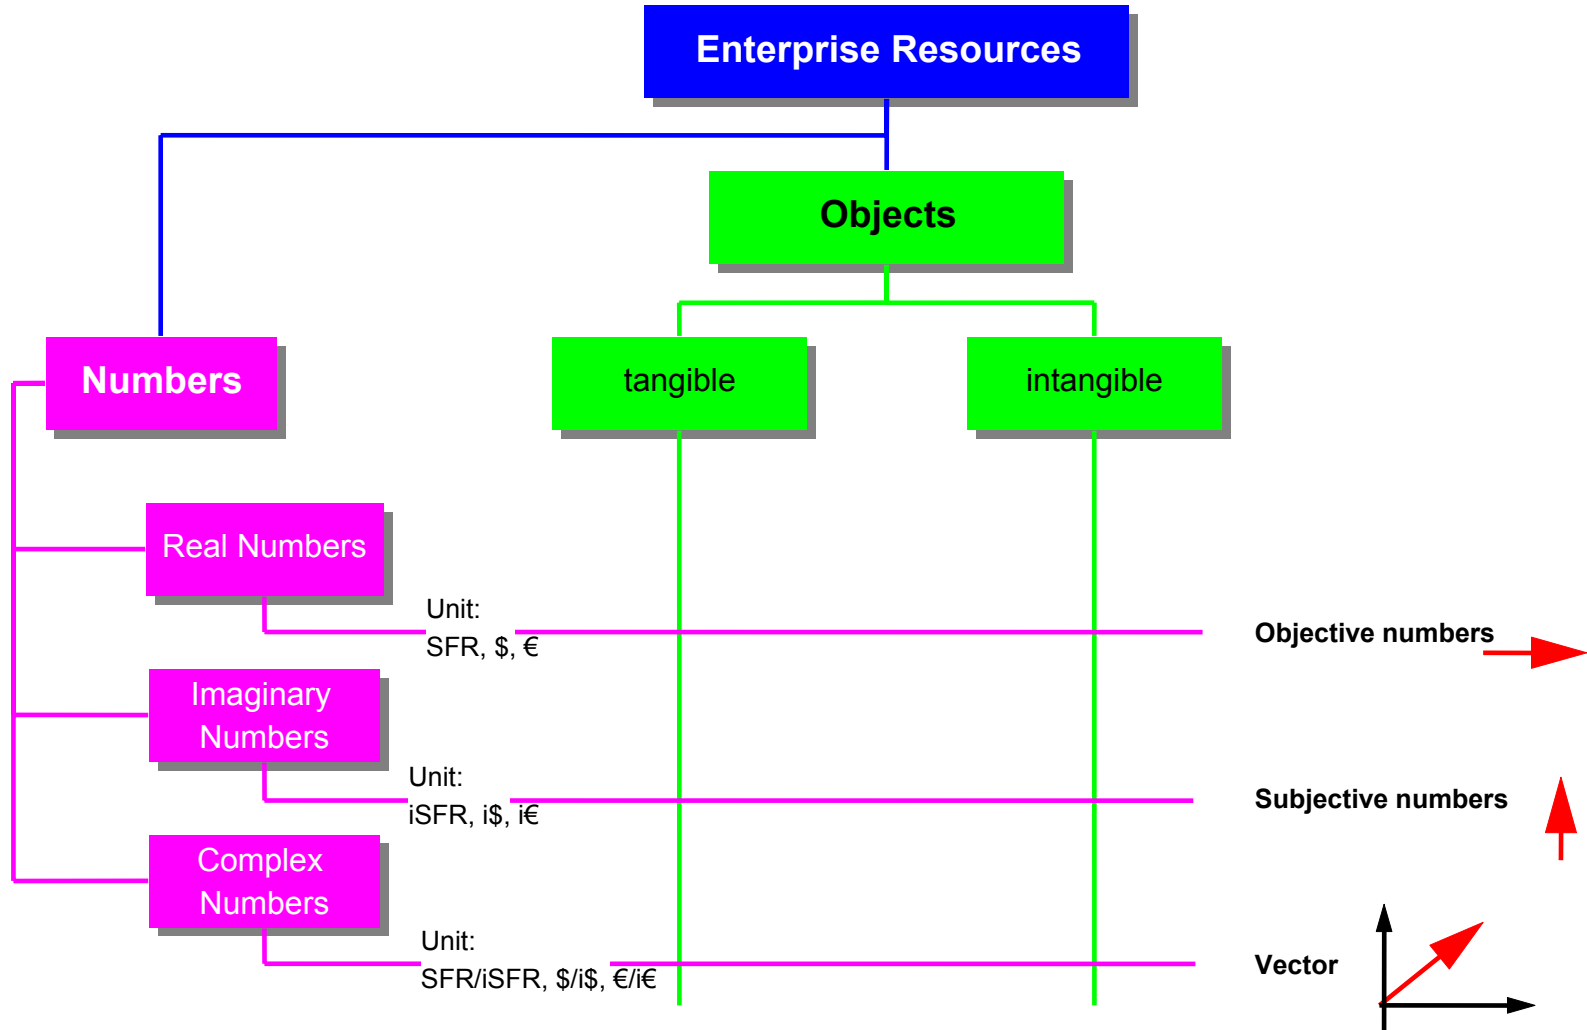 Enterprise Resources
Objects
Numbers
tangible
intangible
Real Numbers
Unit:
SFR, $, €
Objective numbers
Imaginary
Numbers
Unit:
iSFR, i$, i€
Subjective numbers
Complex
Numbers
Unit:
SFR/iSFR, $/i$, €/i€
Vector